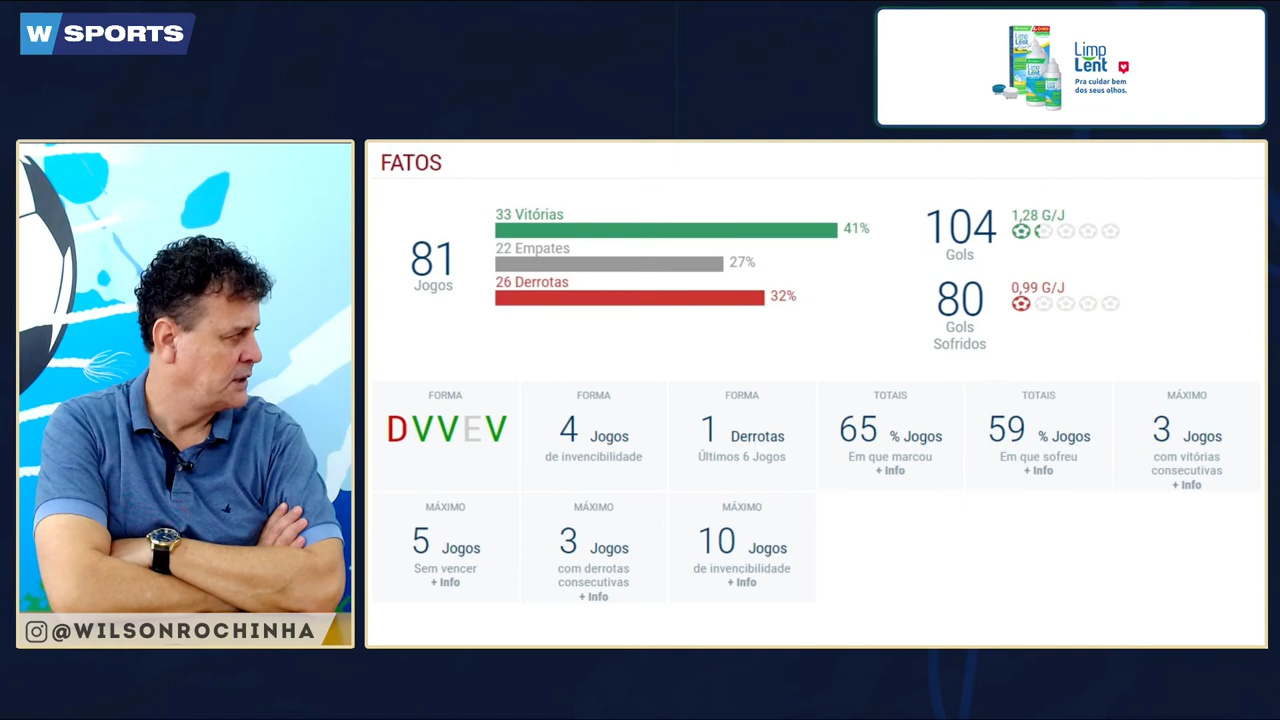 W SPORTS
Limp
Lent
Pra cuidar bem
dos seus olhos.
FATOS
81
Jogos
33 Vitórias
41%
22 Empates
27%
26 Derrotas
32%
104
Gols
1,28 G/J
80
Gols
Sofridos
0,99 G/J
FORMA
DVVEV
FORMA
4 Jogos
de invencibilidade
FORMA
1 Derrotas
Últimos 6 Jogos
TOTAIS
65 % Jogos
Em que marcou
+ Info
TOTAIS
59 % Jogos
Em que sofreu
+ Info
MÁXIMO
3 Jogos
com vitórias
consecutivas
+ Info
MÁXIMO
5 Jogos
Sem vencer
+ Info
MÁXIMO
3 Jogos
com derrotas
consecutivas
+ Info
MÁXIMO
10 Jogos
de invencibilidade
+ Info
@WILSONROCHINHA